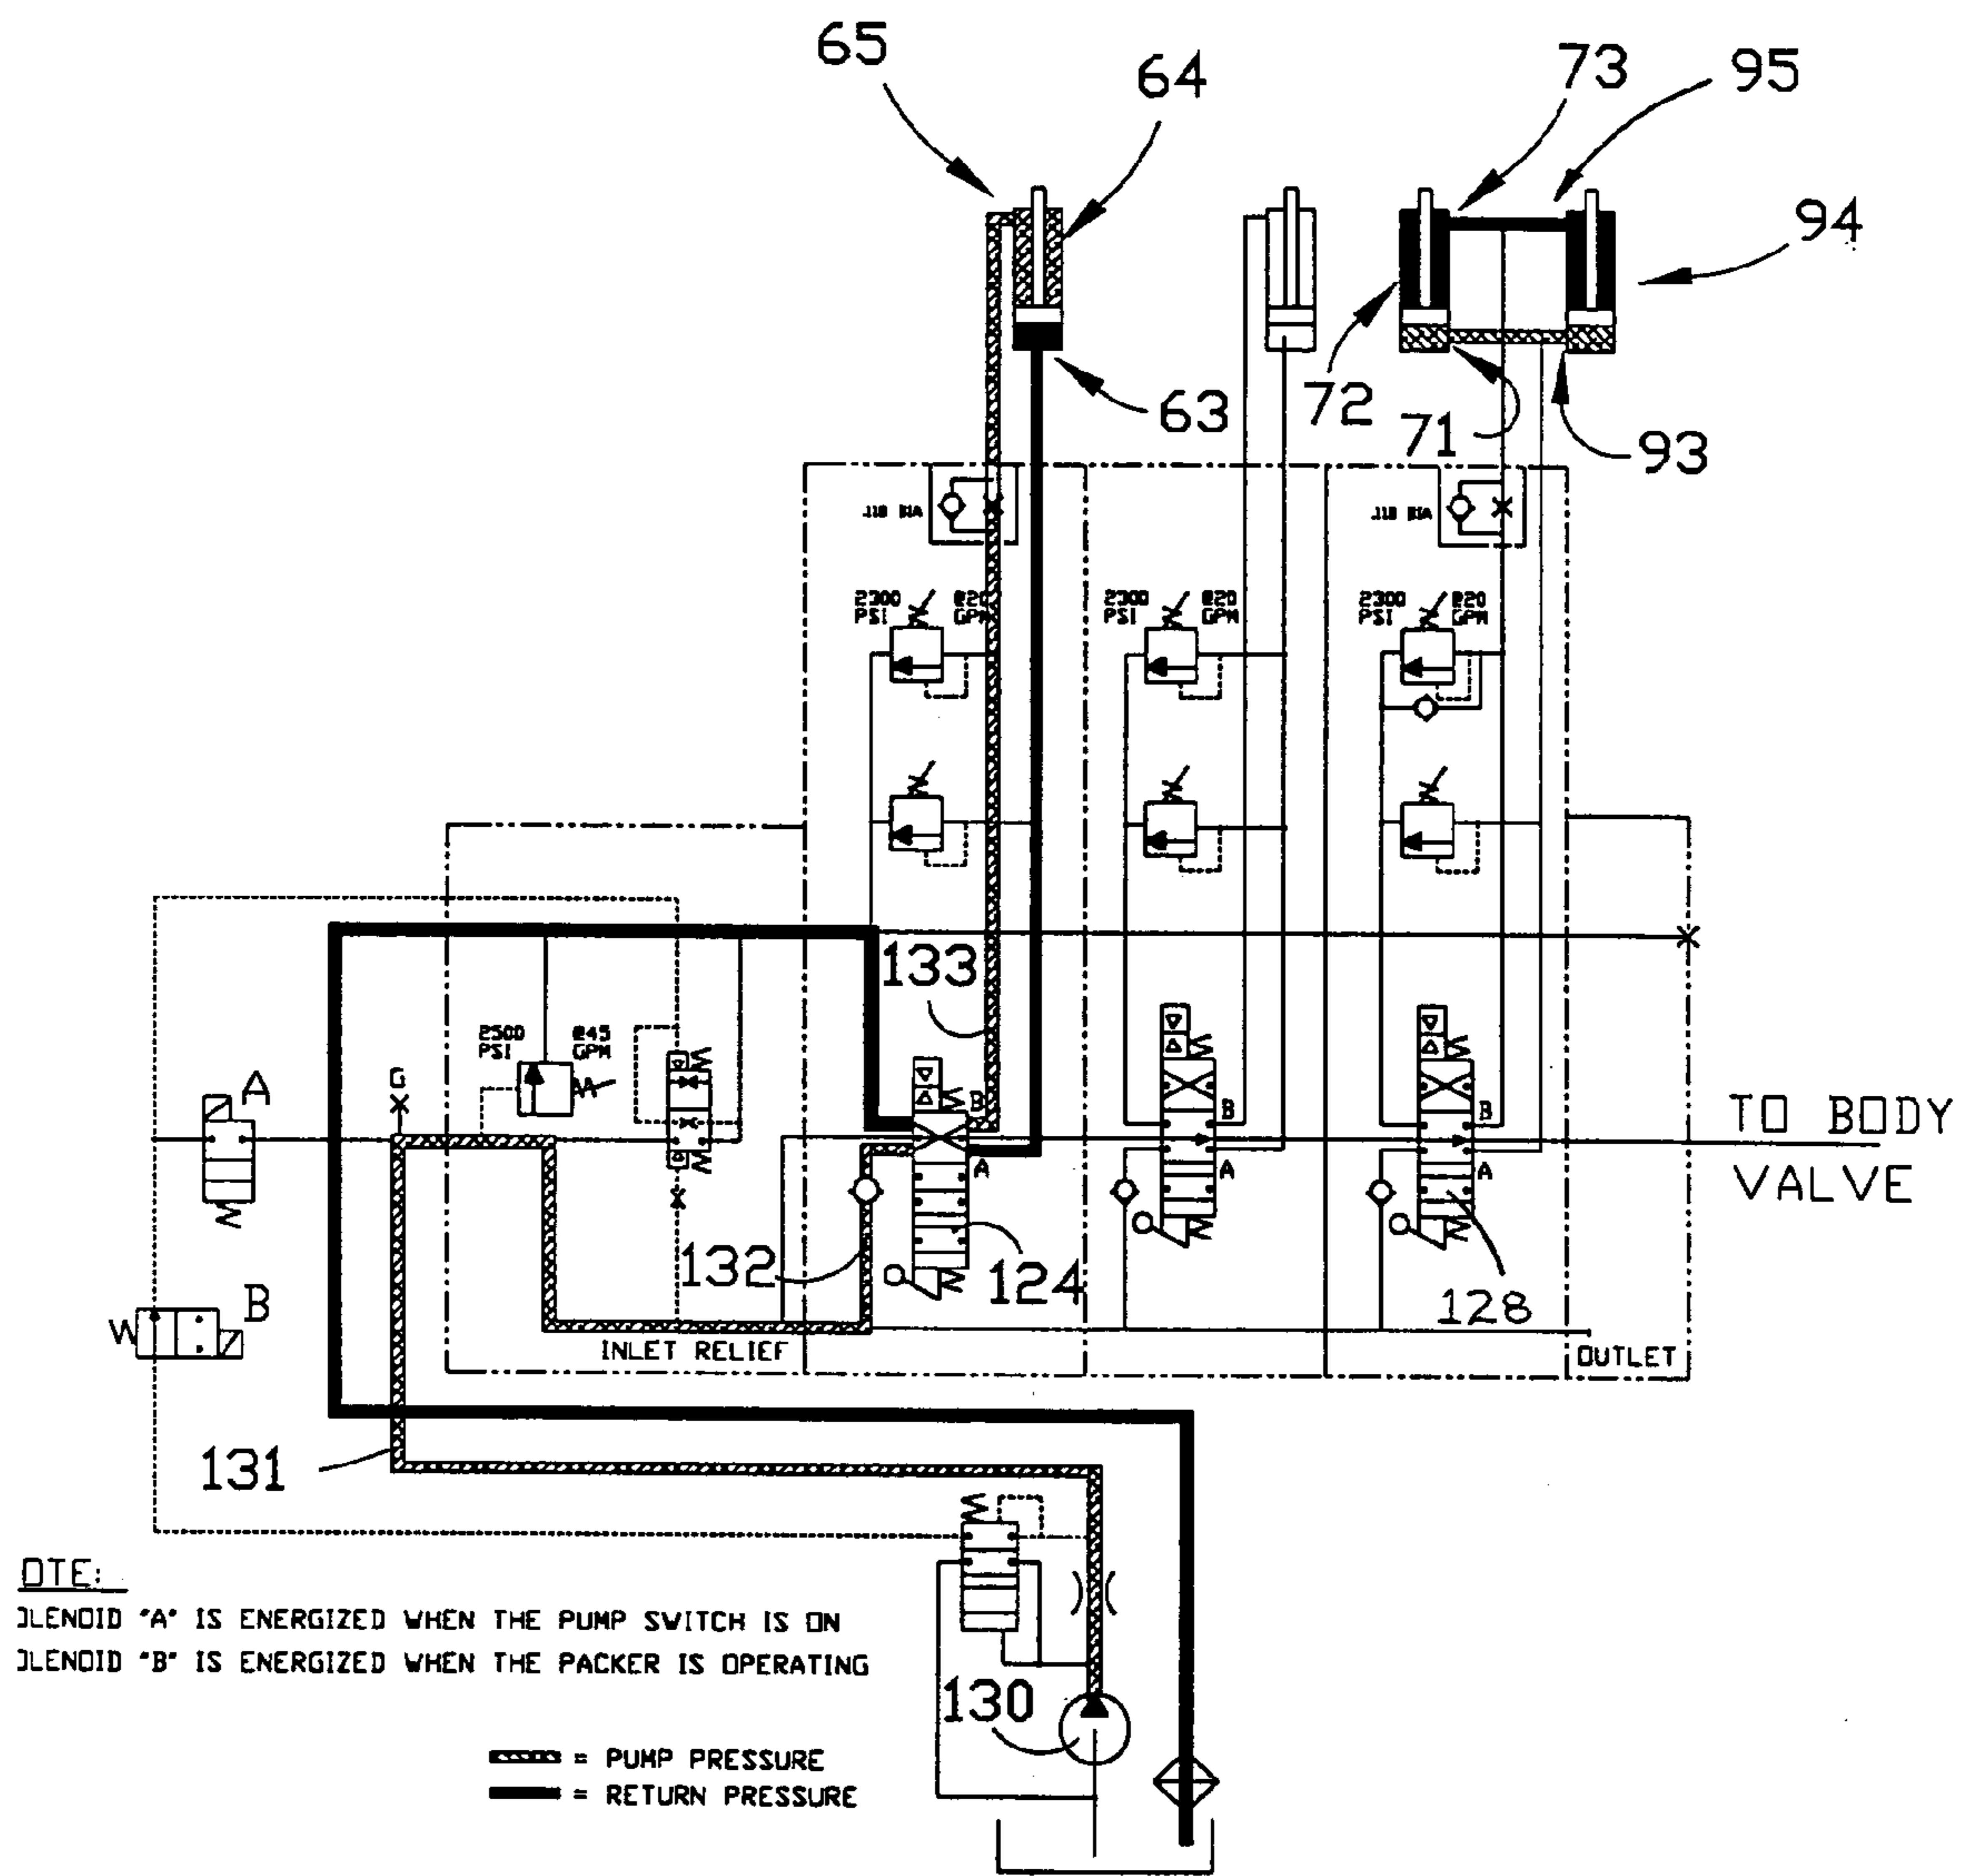 65
64
73
95
94
63
72
71
93
.118 DIA
.118 DIA
2300 PSI
@20 GPM
2300 PSI
@20 GPM
2300 PSI
@20 GPM
133
2500 PSI
@45 GPM
A
G
B
B
B
A
A
A
TO BODY
VALVE
132
124
128
W
B
INLET RELIEF
OUTLET
131
OTE:
OLENOID "A" IS ENERGIZED WHEN THE PUMP SWITCH IS ON
OLENOID "B" IS ENERGIZED WHEN THE PACKER IS OPERATING
130
= PUMP PRESSURE
= RETURN PRESSURE